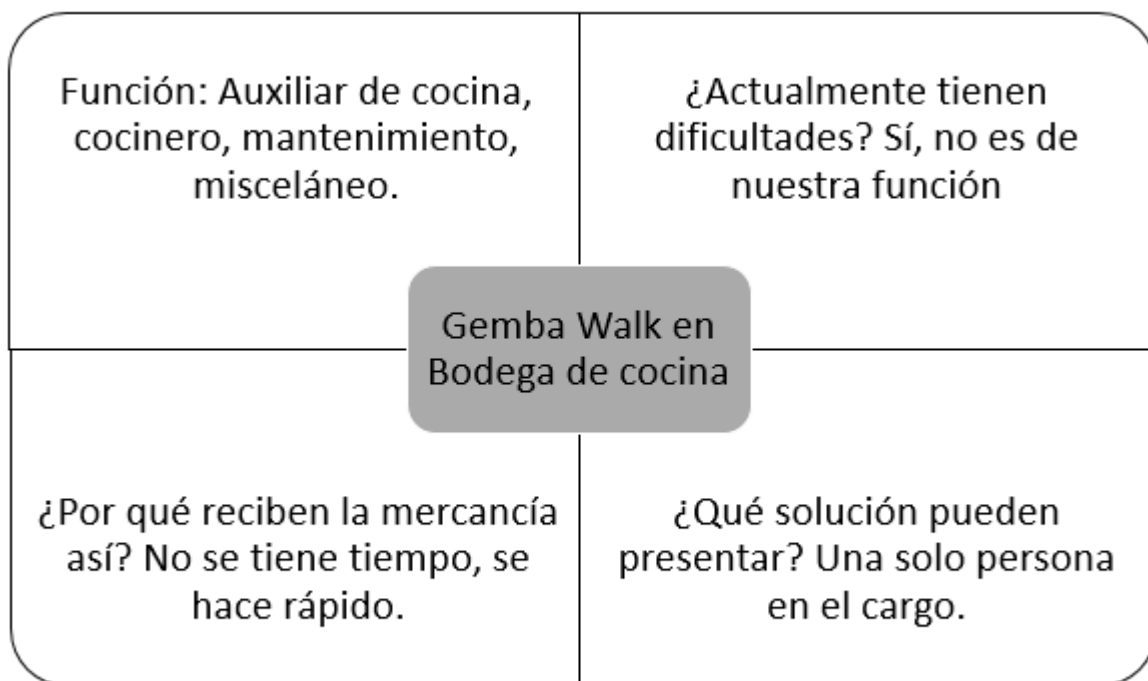 Función: Auxiliar de cocina,
cocinero, mantenimiento,
misceláneo.
¿Actualmente tienen
dificultades? Sí, no es de
nuestra función
Gemba Walk en
Bodega de cocina
¿Por qué reciben la mercancía
así? No se tiene tiempo, se
hace rápido.
¿Qué solución pueden
presentar? Una solo persona
en el cargo.